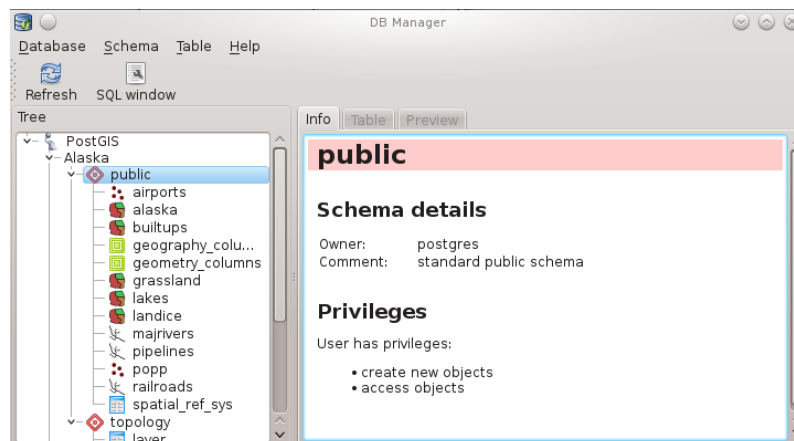 DB Manager
Database Schema Table Help
Refresh SQL window
Tree
PostGIS
Alaska
public
airports
alaska
builtups
geography_colu...
geometry_columns
grassland
lakes
landice
majrivers
pipelines
popp
railroads
spatial_ref_sys
topology
layer
Info Table Preview
public
Schema details
Owner: postgres
Comment: standard public schema
Privileges
User has privileges:
• create new objects
• access objects